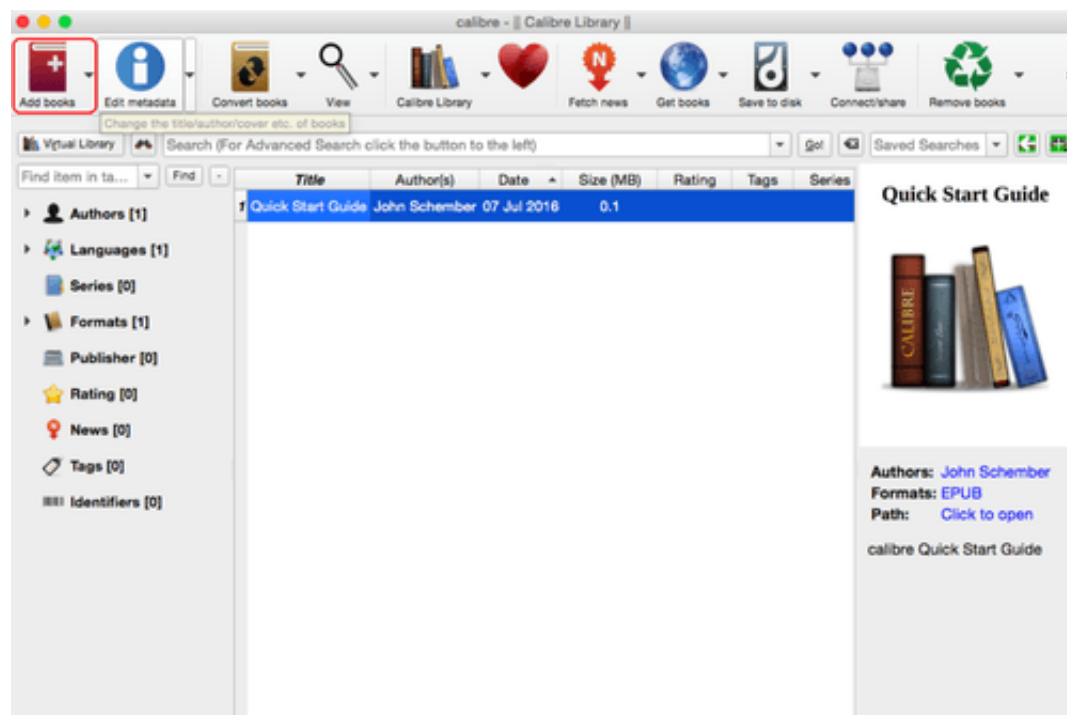 calibre - || Calibre Library ||
Add books Edit metadata Convert books View Calibre Library Fetch news Get books Save to disk Connect/share Remove books
N
Change the title/author/cover etc. of books
Virtual Library Search (For Advanced Search click the button to the left) Go! Saved Searches
Find item in ta... Find - Title Author(s) Date Size (MB) Rating Tags Series
1 Quick Start Guide John Schember 07 Jul 2016 0.1
Quick Start Guide
CALIBRE
Authors [1]
Languages [1]
Series [0]
Formats [1]
Publisher [0]
Rating [0]
News [0]
Tags [0]
Identifiers [0]
Authors: John Schember
Formats: EPUB
Path: Click to open
calibre Quick Start Guide